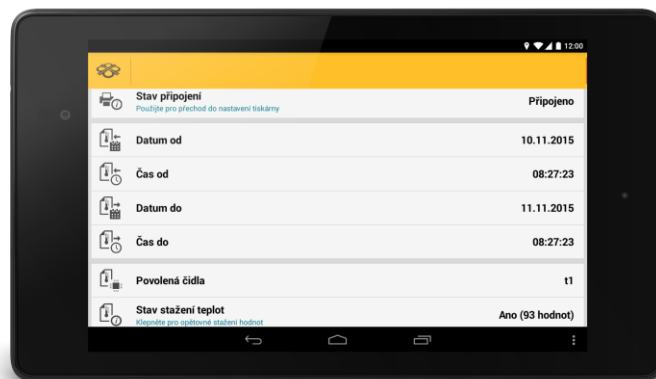 12:00
Stav připojení
Použijte pro přechod do nastavení tiskárny
Připojeno
Datum od
10.11.2015
Čas od
08:27:23
Datum do
11.11.2015
Čas do
08:27:23
Povolená čidla
t1
Stav stažení teplot
Klepněte pro opětovné stažení hodnot
Ano (93 hodnot)